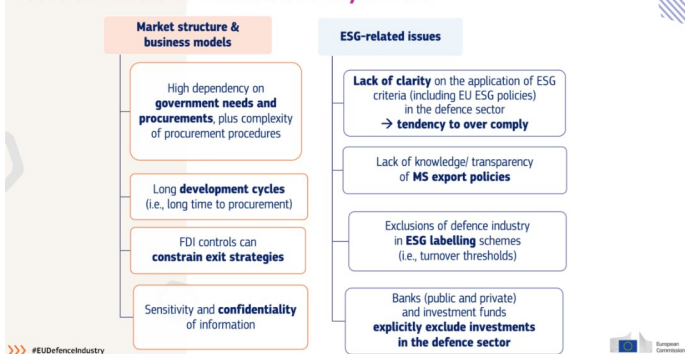 Market structure &
business models
High dependency on
government needs and
procurements, plus complexity
of procurement procedures
Long development cycles
(i.e., long time to procurement)
FDI controls can
constrain exit strategies
Sensitivity and confidentiality
of information
ESG-related issues
Lack of clarity on the application of ESG
criteria (including EU ESG policies)
in the defence sector
→ tendency to over comply
Lack of knowledge/ transparency
of MS export policies
Exclusions of defence industry
in ESG labelling schemes
(i.e., turnover thresholds)
Banks (public and private)
and investment funds
explicitly exclude investments
in the defence sector
>>> #EUDefenceIndustry
European
Commission